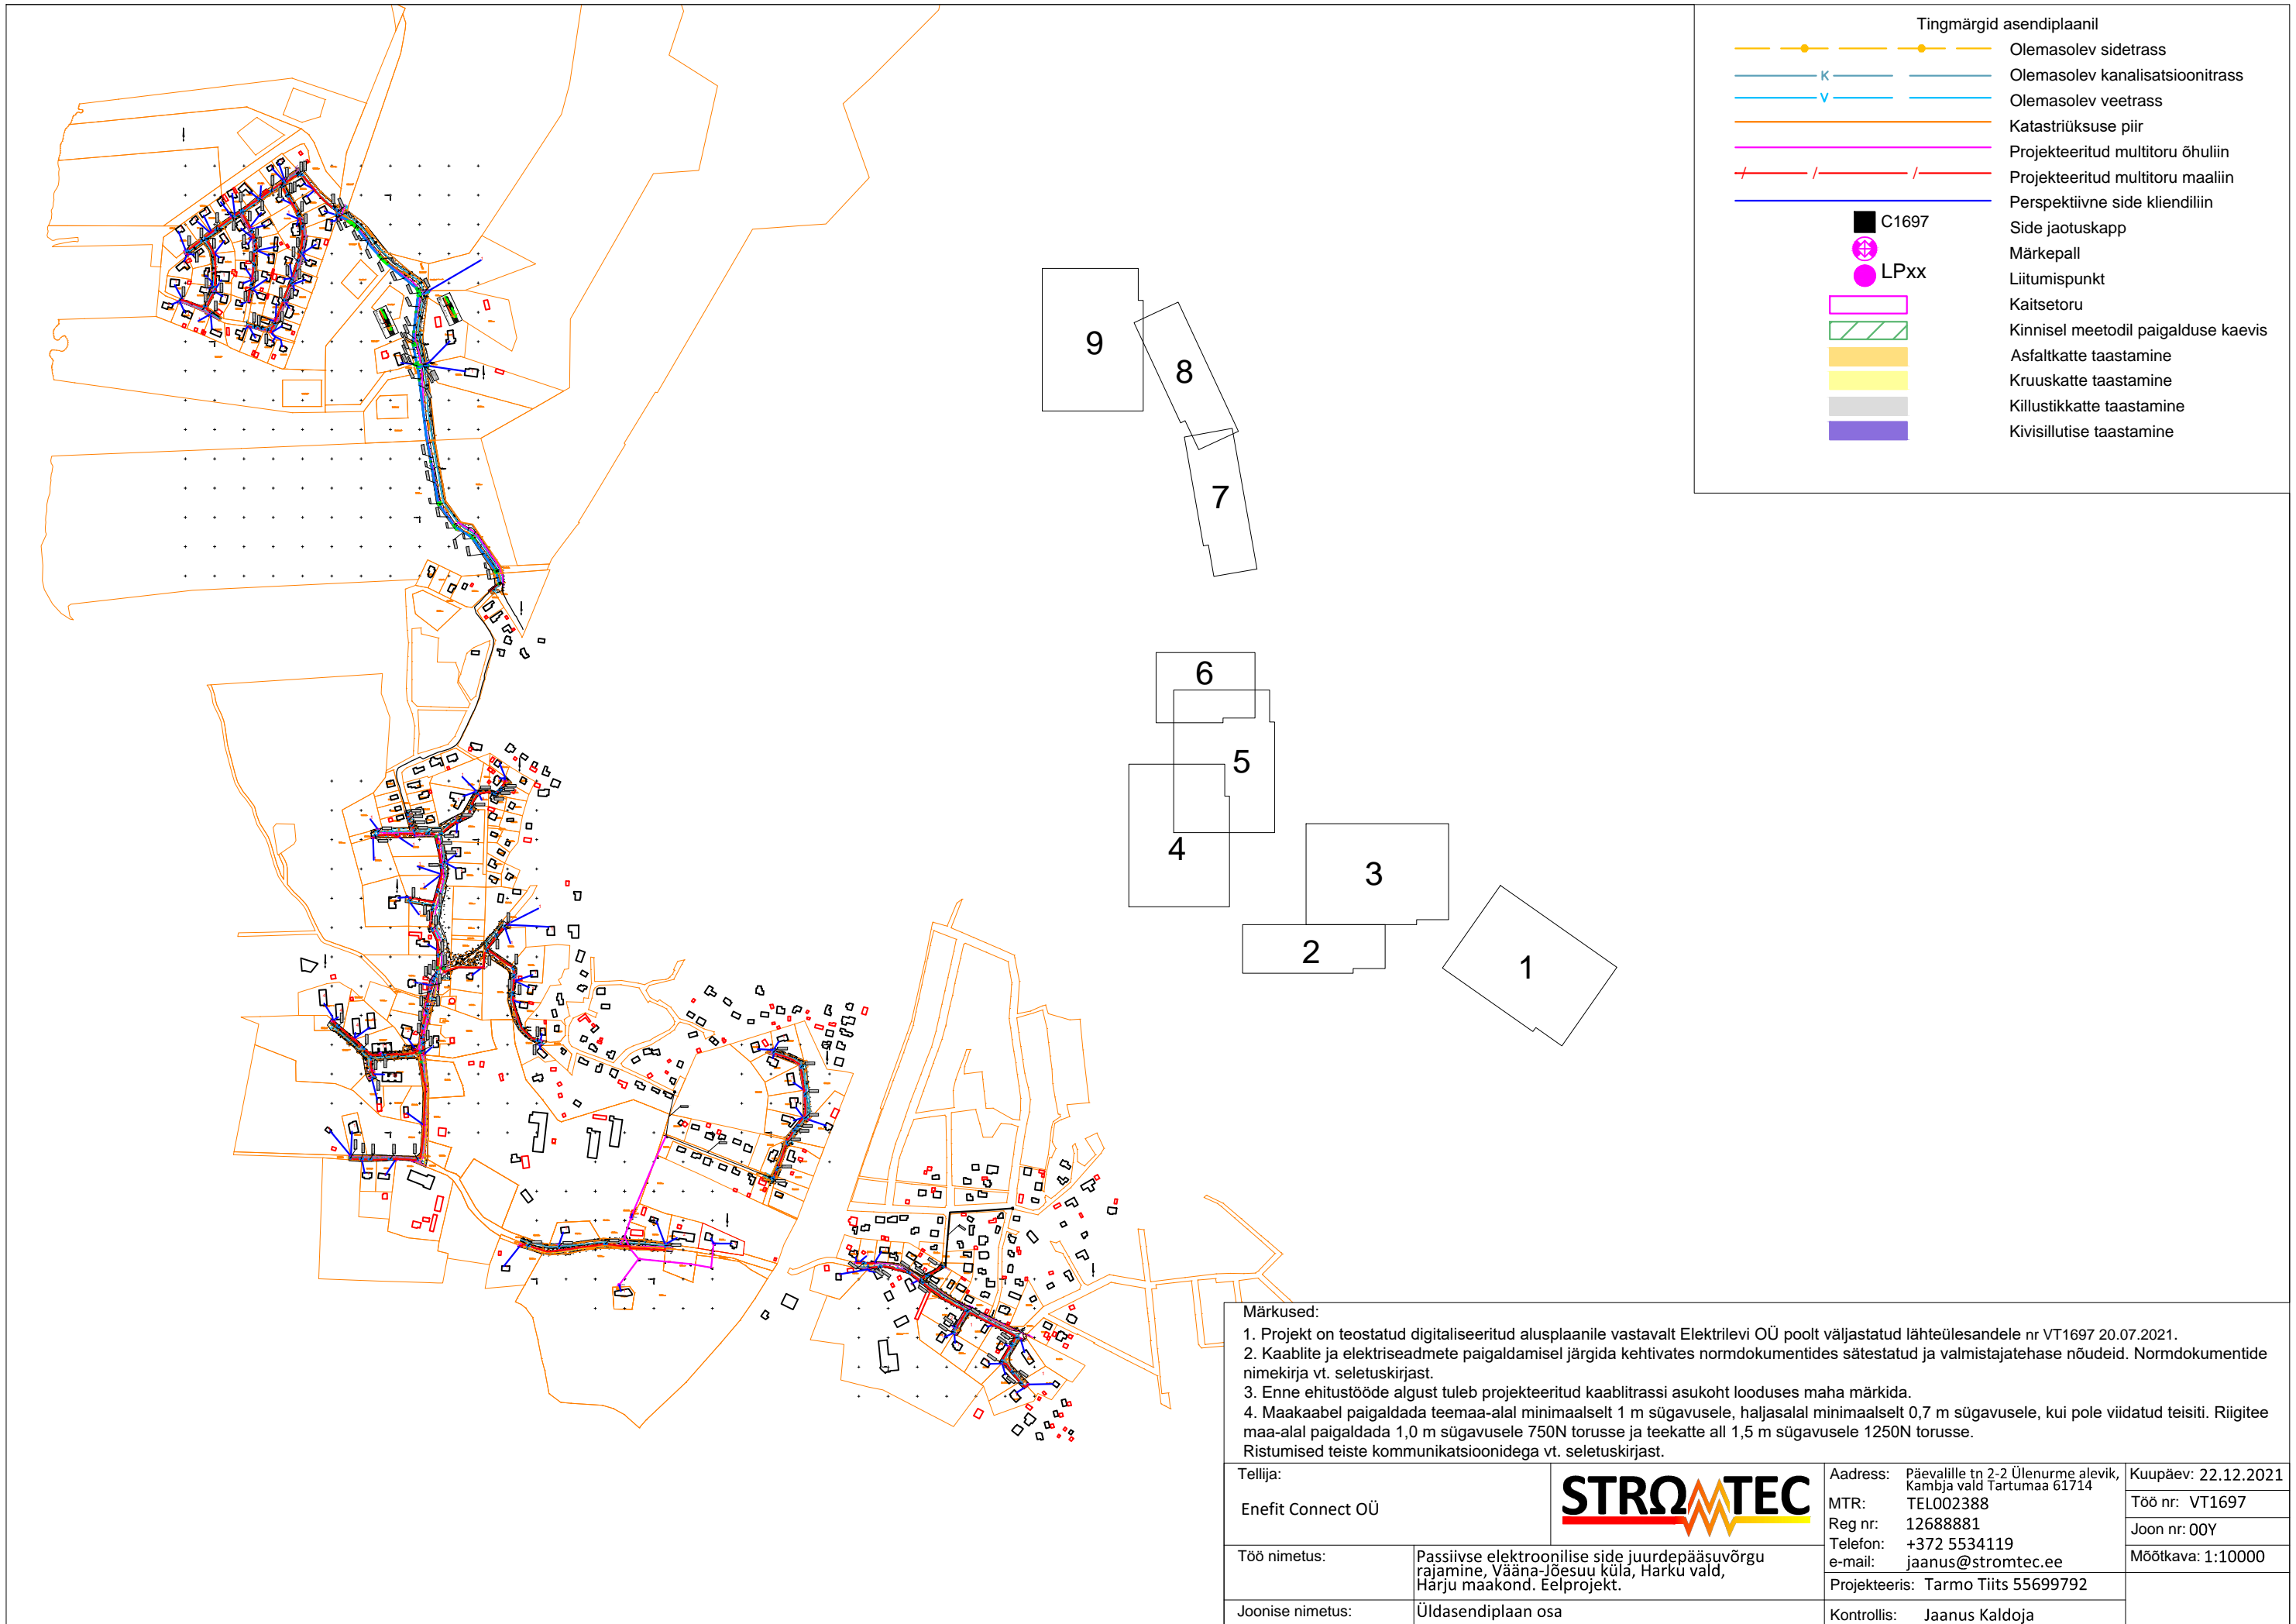 Tingmärgid asendiplaanil
Olemasolev sidetrass
K Olemasolev kanalisatsioonitrass
V Olemasolev veetrass
Katastriüksuse piir
Projekteeritud multitoru õhuliin
Projekteeritud multitoru maaliin
Perspektiivne side kliendiliin
C1697 Side jaotuskapp
Märkepall
LPxx Liitumispunkt
Kaitsetoru
Kinnisel meetodil paigalduse kaevis
Asfaltkatte taastamine
Kruuskatte taastamine
Killustikkatte taastamine
Kivisillutise taastamine
9
8
7
6
5
4
3
2
1
Märkused:
1. Projekt on teostatud digitaliseeritud alusplaanile vastavalt Elektrilevi OÜ poolt väljastatud lähteülesandele nr VT1697 20.07.2021.
2. Kaablite ja elektriseadmete paigaldamisel järgida kehtivates normdokumentides sätestatud ja valmistajatehase nõudeid. Normdokumentide
nimekirja vt. seletuskirjast.
3. Enne ehitustööde algust tuleb projekteeritud kaablitrassi asukoht looduses maha märkida.
4. Maakaabel paigaldada teemaa-alal minimaalselt 1 m sügavusele, haljasalal minimaalselt 0,7 m sügavusele, kui pole viidatud teisiti. Riigitee
maa-alal paigaldada 1,0 m sügavusele 750N torusse ja teekatte all 1,5 m sügavusele 1250N torusse.
Ristumised teiste kommunikatsioonidega vt. seletuskirjast.
Tellija:
Enefit Connect OÜ
STRΩMTEC
Aadress: Päevalille tn 2-2 Ülenurme alevik,
Kambja vald Tartumaa 61714
MTR: TEL002388
Reg nr: 12688881
Telefon: +372 5534119
e-mail: jaanus@stromtec.ee
Kuupäev: 22.12.2021
Töö nr: VT1697
Joon nr: 00Y
Mõõtkava: 1:10000
Töö nimetus: Passiivse elektroonilise side juurdepääsuvõrgu
rajamine, Vääna-Jõesuu küla, Harku vald,
Harju maakond. Eelprojekt.
Projekteeris: Tarmo Tiits 55699792
Joonise nimetus: Üldasendiplaan osa
Kontrollis: Jaanus Kaldoja